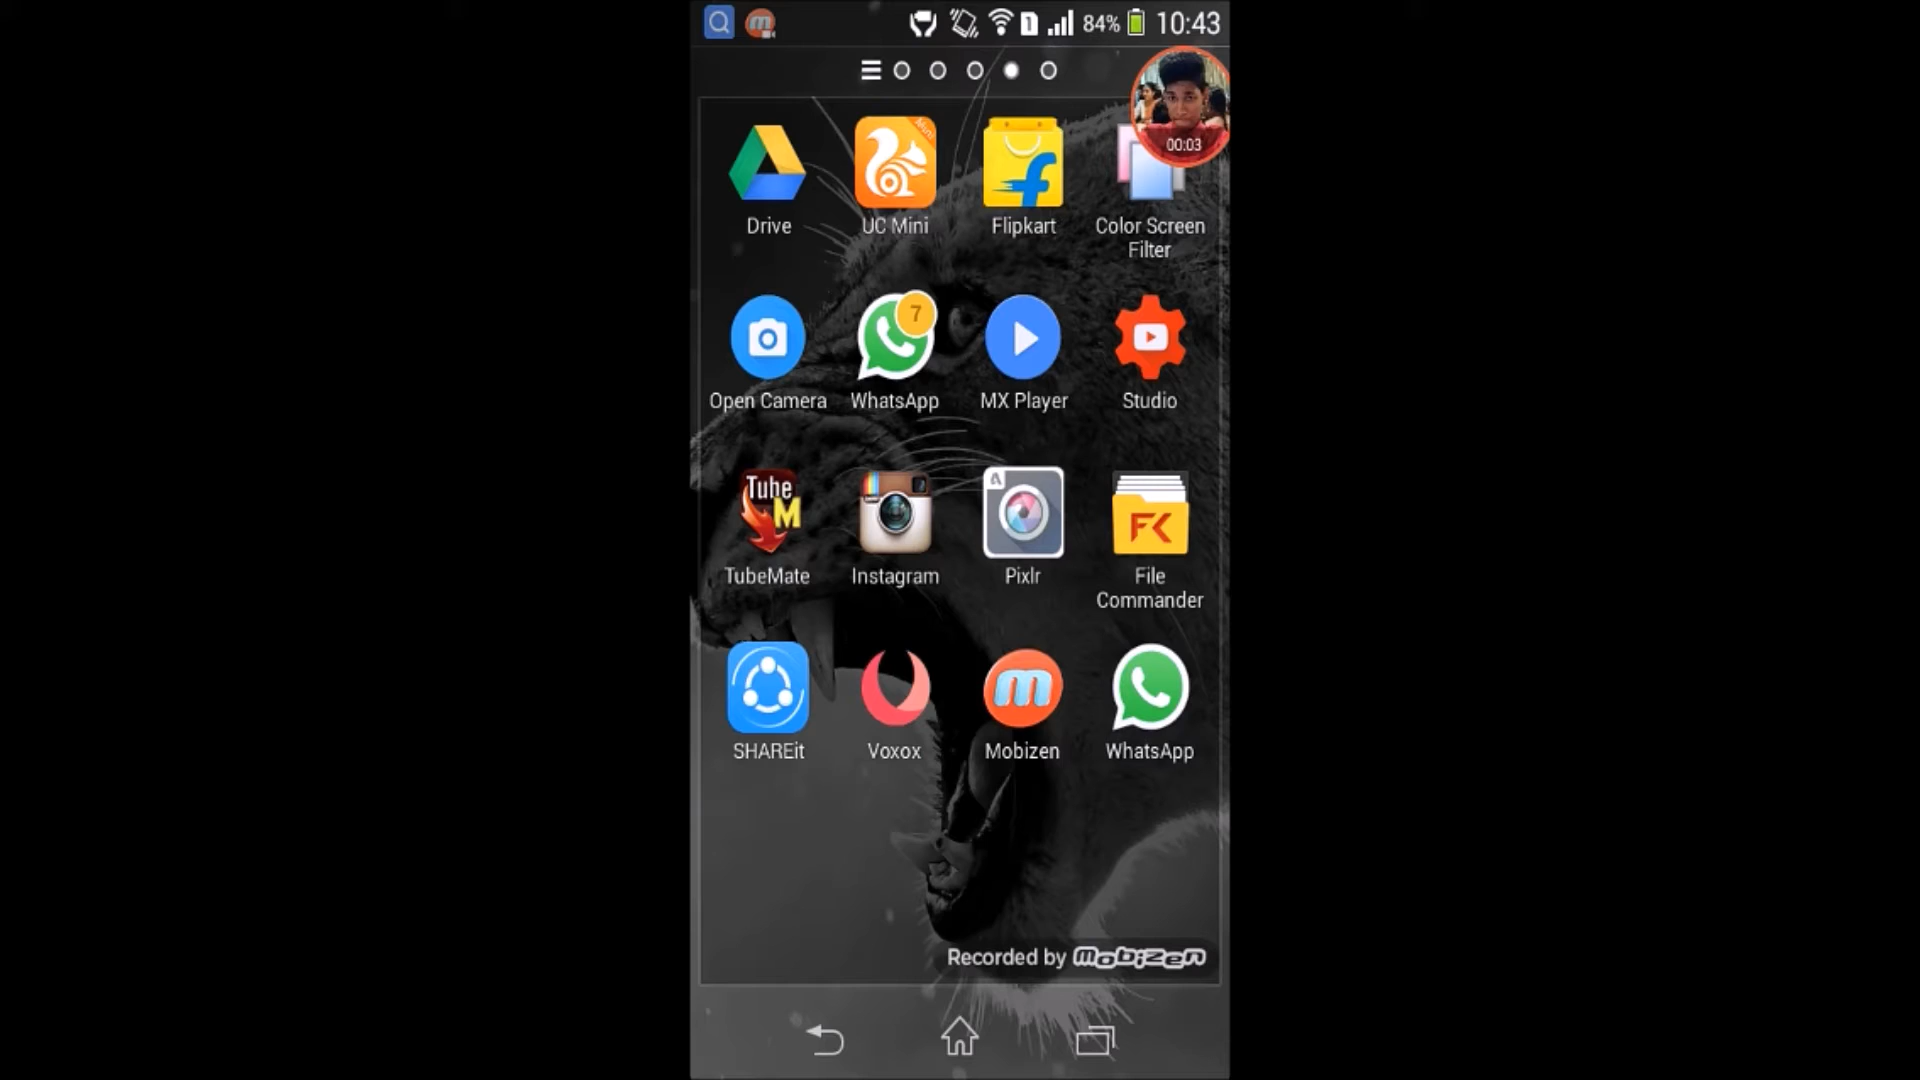 84% 10:43
00:03
Drive UC Mini Flipkart Color Screen Filter
7
Open Camera WhatsApp MX Player Studio
Tube
M
TubeMate Instagram Pixlr File Commander
SHAREit Voxox Mobizen WhatsApp
Recorded by mobizen